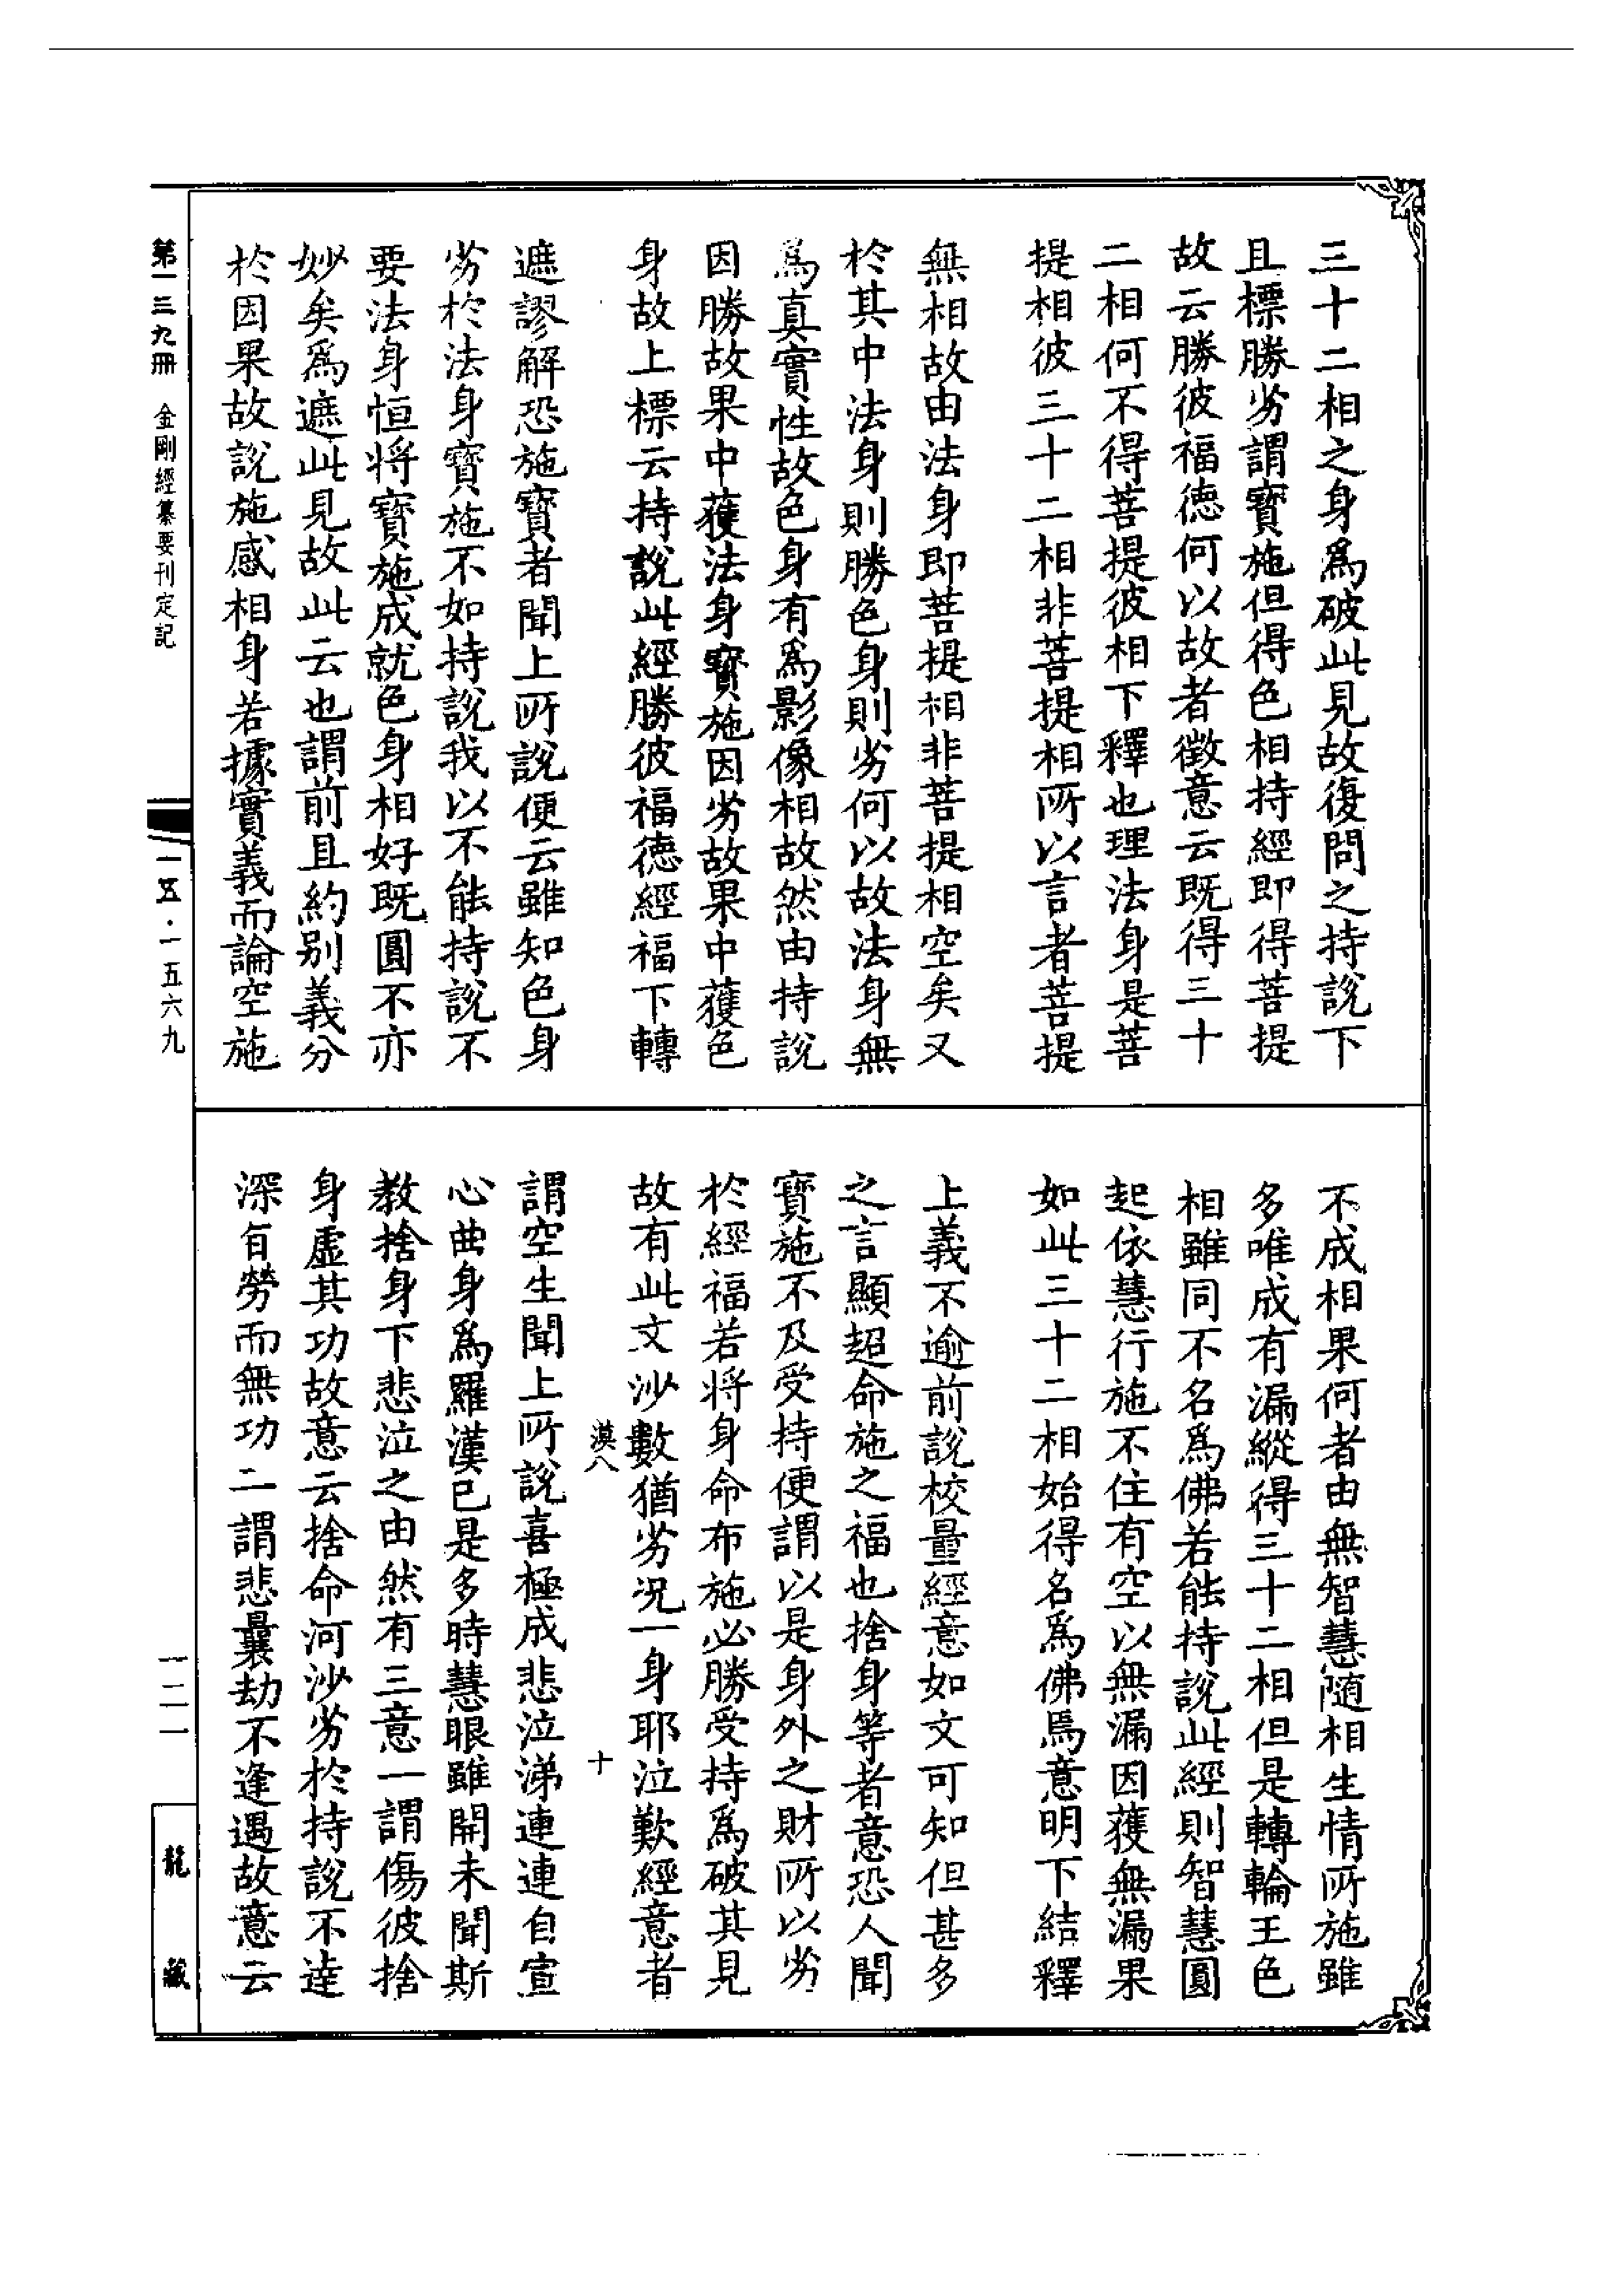 三十二相之身爲破此見故復問之持說下
且標勝劣謂寶施但得色相持經即得菩提
故云勝彼福德何以故者徵意云既得三十
二相何不得菩提彼相下釋也理法身是菩
提相彼三十二相非菩提相所以言者菩提
無相故由法身即菩提相非菩提相空矣又
於其中法身則勝色身則劣何以故法身無
爲真實性故色身有爲影像相故然由持說
因勝故果中獲法身寶施因劣故果中獲色
身故上標云持說此經勝彼福德經福下轉
遮謬解恐施寶者聞上所說便云雖知色身
劣於法身寶施不如持說我以不能持說不
要法身恒將寶施成就色身相好既圓不亦
妙矣爲遮此見故此云也謂前且約別義分
於因果故說施感相身若據實義而論空施
不成相果何者由無智慧隨相生情所施雖
多唯成有漏縱得三十二相但是轉輪王色
相雖同不名爲佛若能持說此經則智慧圓
起依慧行施不住有空以無漏因獲無漏果
如此三十二相始得名爲佛焉意明下結釋
上義不逾前說校量經意如文可知但甚多
之言顯超命施之福也捨身等者意恐人聞
寶施不及受持便謂以是身外之財所以劣
於經福若將身命布施必勝受持爲破其見
故有此文沙數猶劣况一身耶泣歎經意者
漠八 十
謂空生聞上所說喜極成悲泣涕連連自宣
心曲身爲羅漢已是多時慧眼雖開未聞斯
教捨身下悲泣之由然有三意一謂傷彼捨
身虛其功故意云捨命河沙劣於持說不達
深旨勞而無功二謂悲曩劫不逢遇故意云
第一三九冊 金剛經纂要刊定記
一五·一五六九
一二一
龍藏